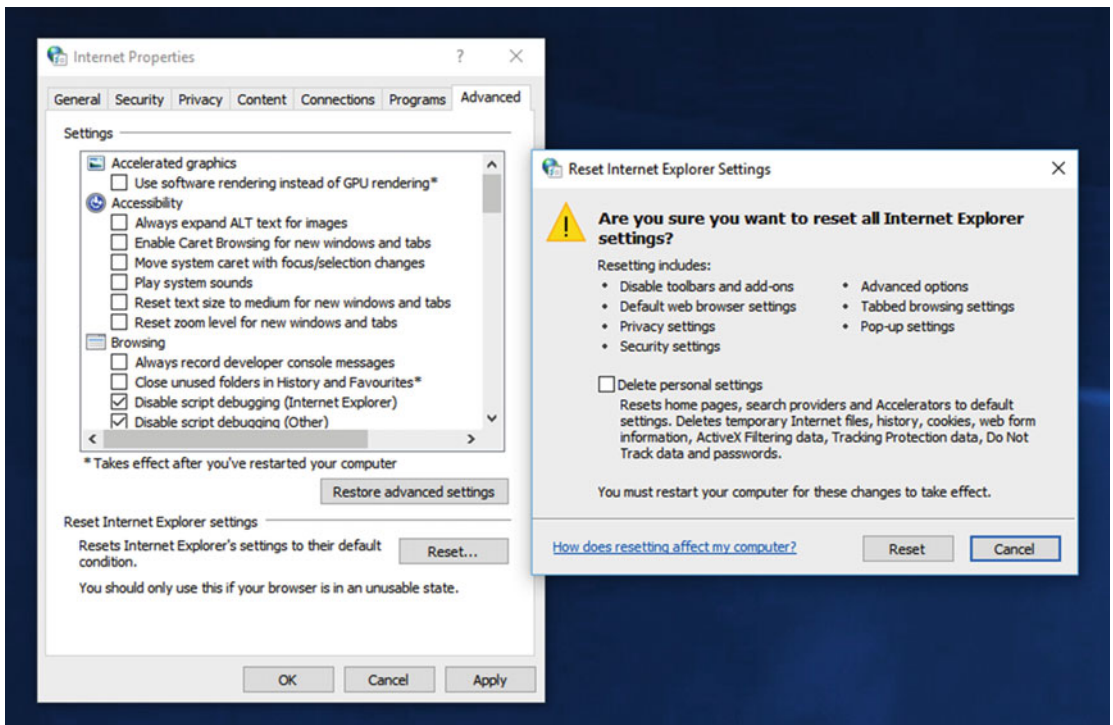 Internet Properties
?
General Security Privacy Content Connections Programs Advanced
Settings
Accelerated graphics
Use software rendering instead of GPU rendering*
Accessibility
Always expand ALT text for images
Enable Caret Browsing for new windows and tabs
Move system caret with focus/selection changes
Play system sounds
Reset text size to medium for new windows and tabs
Reset zoom level for new windows and tabs
Browsing
Always record developer console messages
Close unused folders in History and Favourites*
Disable script debugging (Internet Explorer)
Disable script debugging (Other)
* Takes effect after you've restarted your computer
Restore advanced settings
Reset Internet Explorer settings
Resets Internet Explorer's settings to their default
condition.
Reset...
You should only use this if your browser is in an unusable state.
OK Cancel Apply
Reset Internet Explorer Settings
Are you sure you want to reset all Internet Explorer
settings?
Resetting includes:
• Disable toolbars and add-ons
• Default web browser settings
• Privacy settings
• Security settings
• Advanced options
• Tabbed browsing settings
• Pop-up settings
Delete personal settings
Resets home pages, search providers and Accelerators to default
settings. Deletes temporary Internet files, history, cookies, web form
information, ActiveX Filtering data, Tracking Protection data, Do Not
Track data and passwords.
You must restart your computer for these changes to take effect.
How does resetting affect my computer?
Reset Cancel